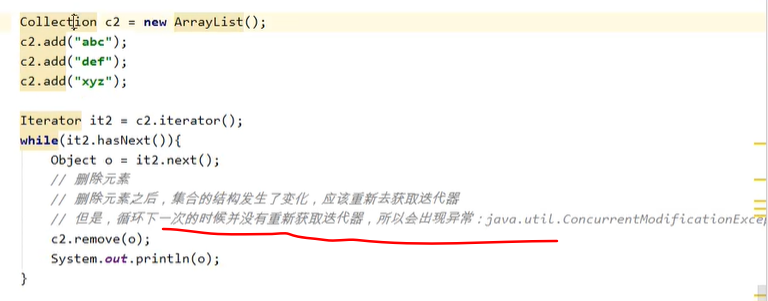 Collection c2 = new ArrayList();
c2.add("abc");
c2.add("def");
c2.add("xyz");
Iterator it2 = c2.iterator();
while(it2.hasNext()){
Object o = it2.next();
// 删除元素
// 删除元素之后，集合的结构发生了变化，应该重新去获取迭代器
// 但是，循环下一次的时候并没有重新获取迭代器，所以会出现异常：java.util.ConcurrentModificationExce
c2.remove(o);
System.out.println(o);
}